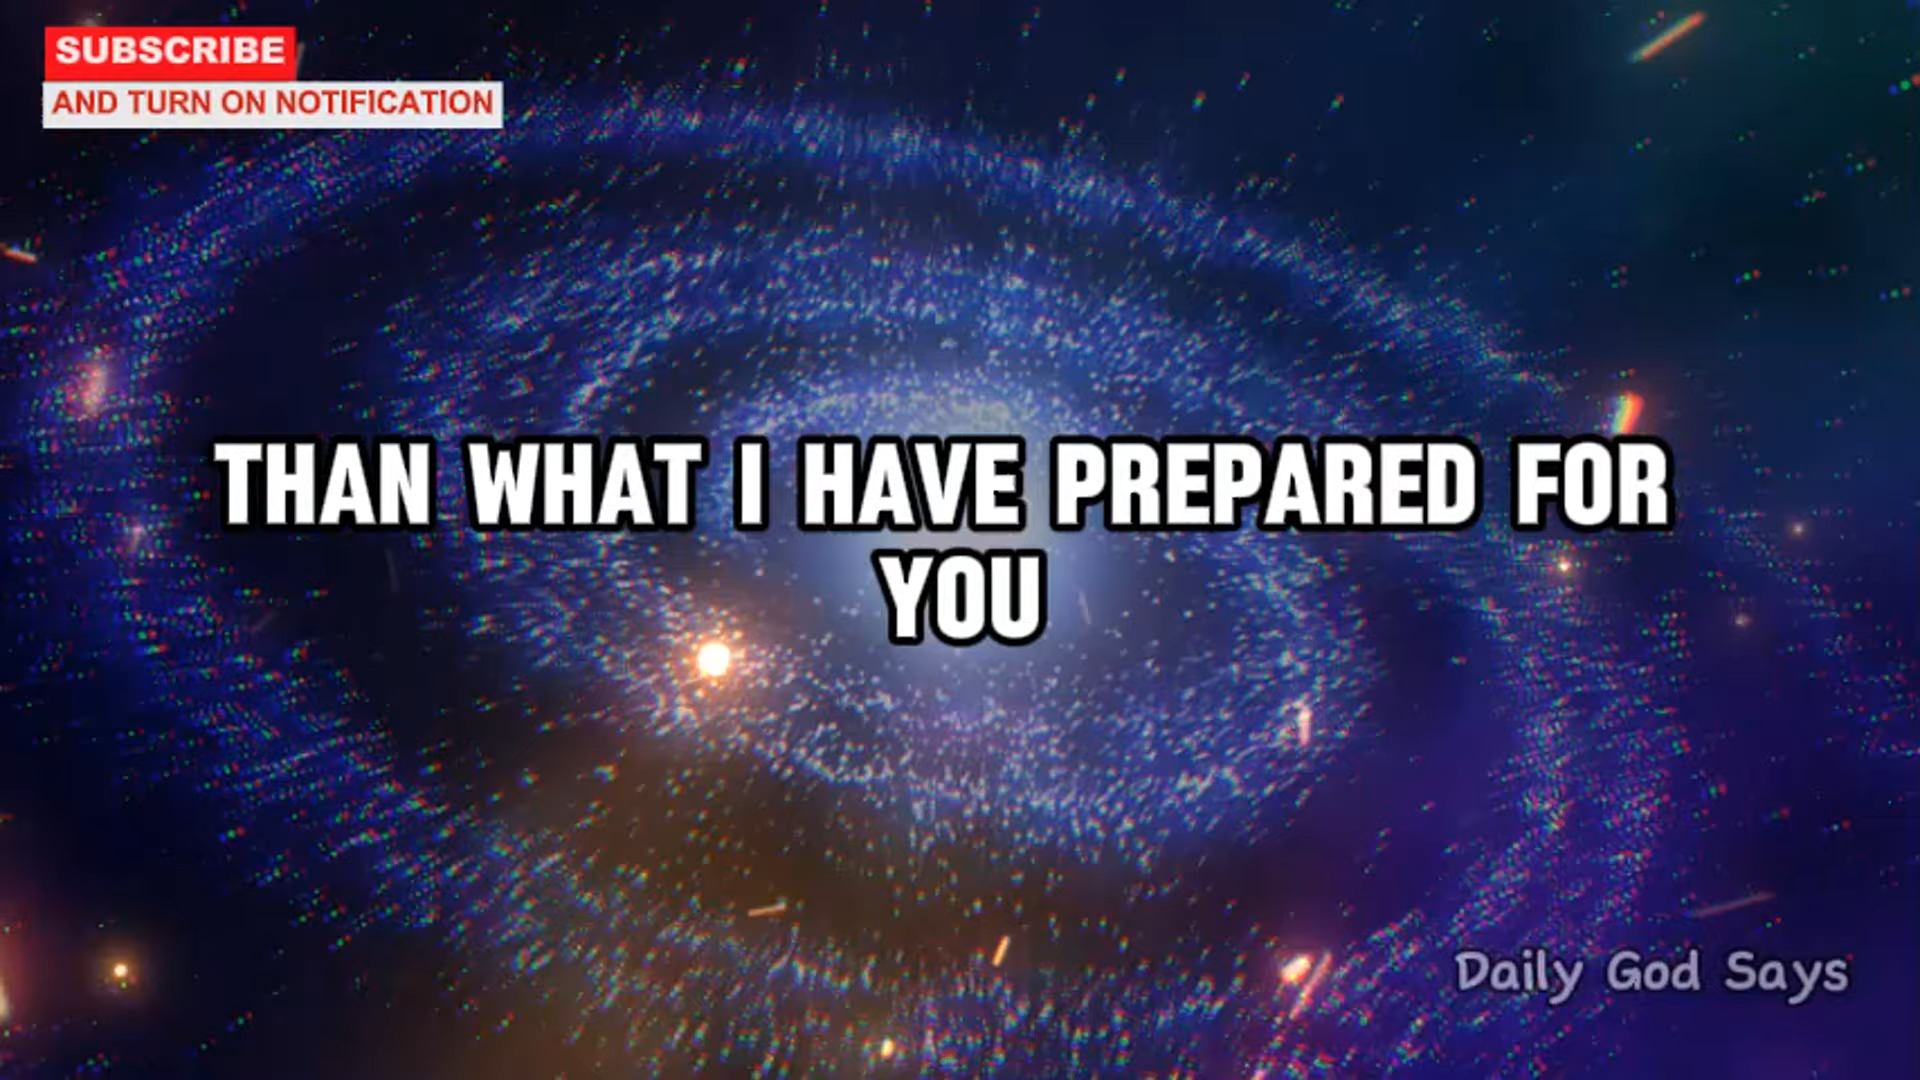 SUBSCRIBE
AND TURN ON NOTIFICATION
THAN WHAT I HAVE PREPARED FOR
YOU
Daily God Says